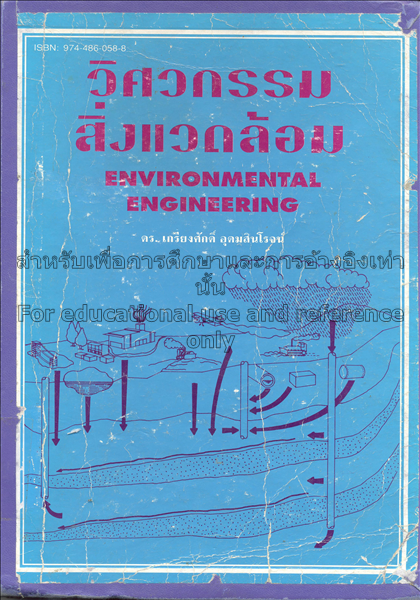 ISBN: 974-486-058-8
วิศวกรรม
สิ่งแวดล้อม
ENVIRONMENTAL
ENGINEERING
ดร. เกรียงศักดิ์ อุดมสินโรจน์
สำหรับเพื่อการศึกษาและการอ้างอิงเท่า
นั้น
For educational use and reference
only